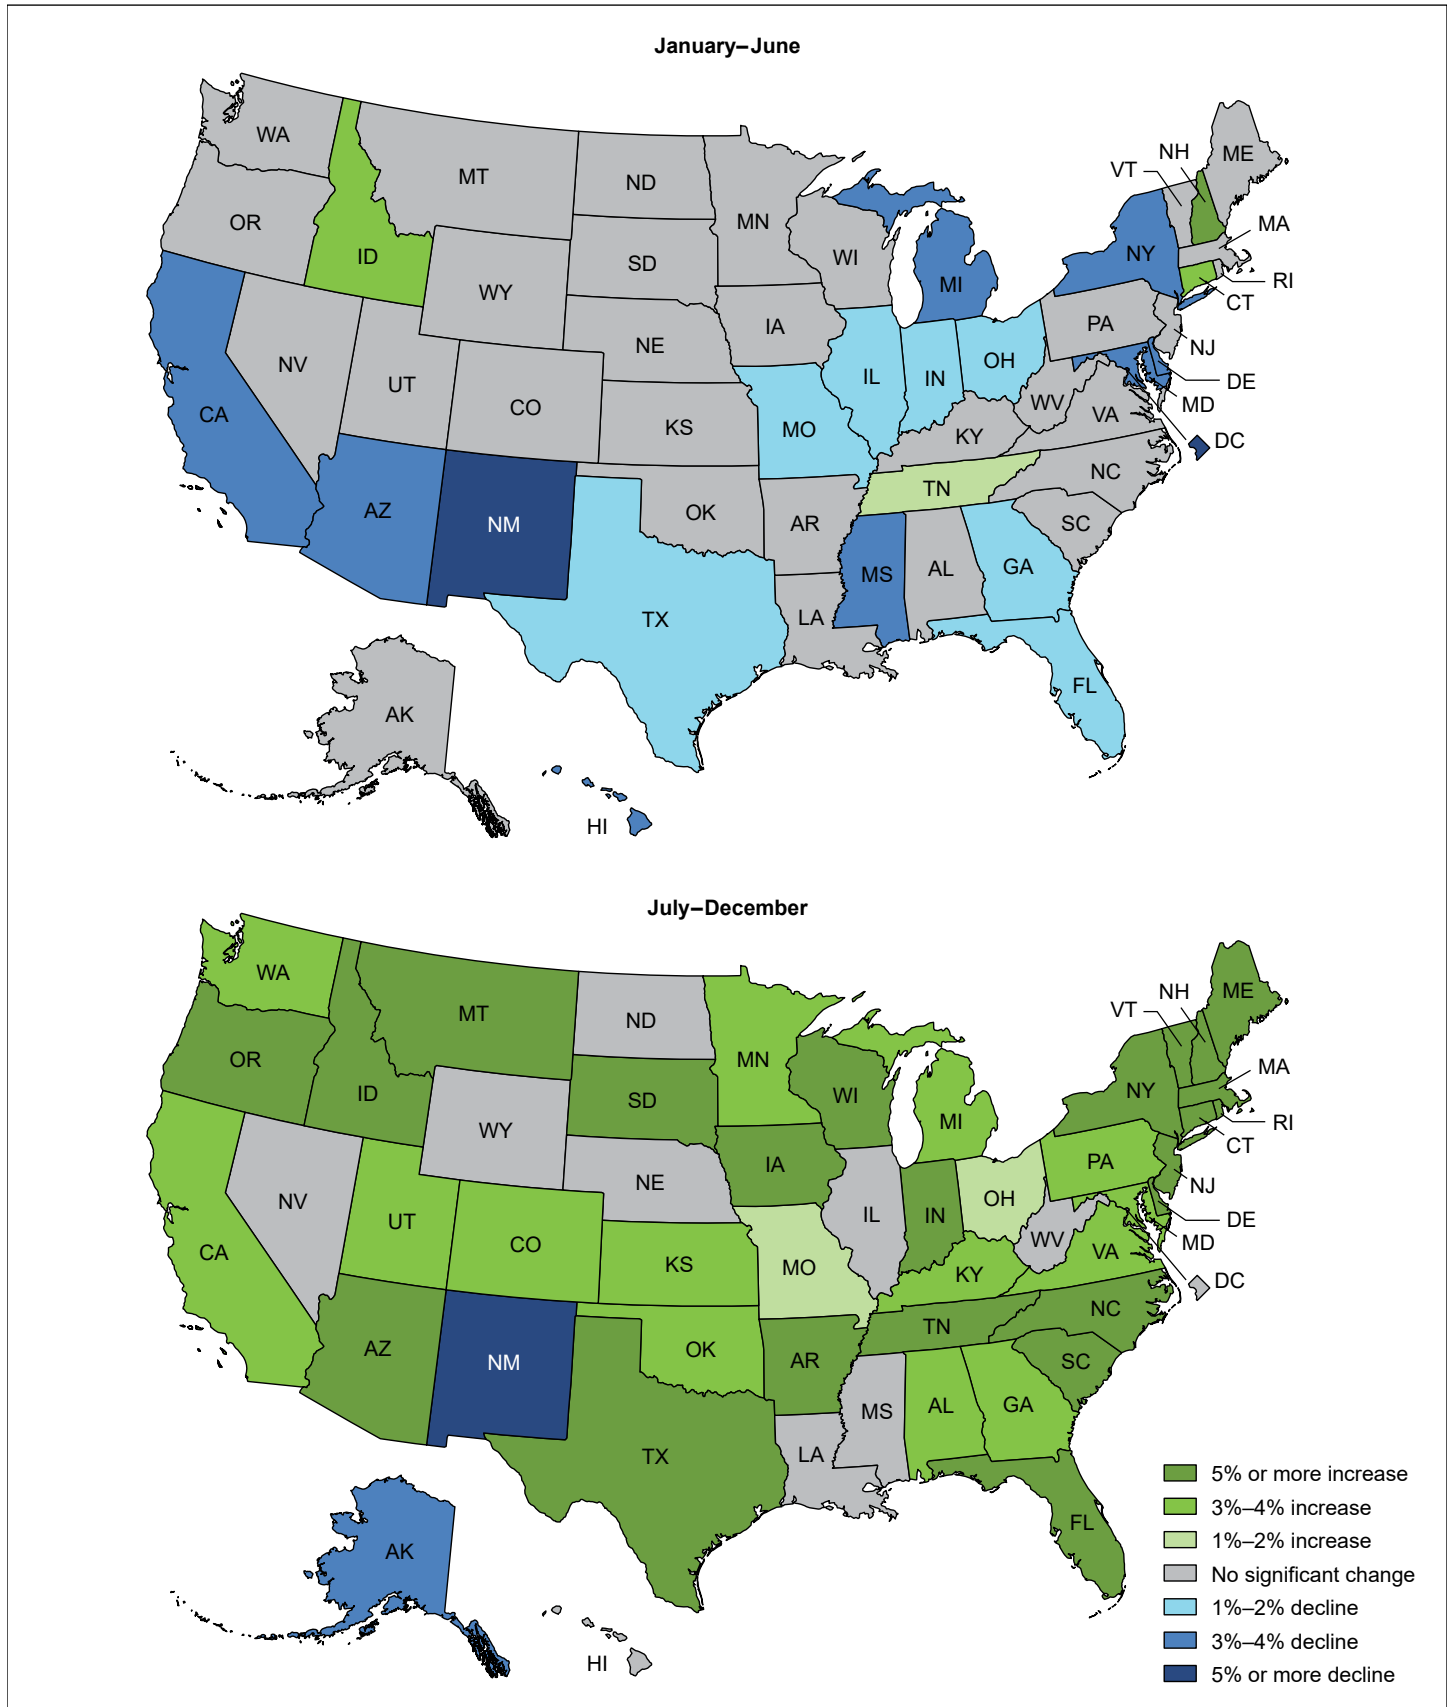 January–June
WA
MT
ND
MN
OR
ID
SD
WI
WY
MI
NY
VT
NH
ME
MA
RI
CT
IA
NE
PA
NJ
NV
UT
CO
IL
IN
OH
DE
MD
CA
KS
MO
KY
WV
VA
DC
AZ
NM
OK
AR
TN
NC
SC
TX
LA
MS
AL
GA
FL
AK
HI
July–December
WA
MT
ND
MN
OR
ID
SD
WI
WY
MI
NY
VT
NH
ME
MA
RI
CT
IA
NE
PA
NJ
NV
UT
CO
IL
IN
OH
DE
MD
CA
KS
MO
KY
WV
VA
DC
AZ
NM
OK
AR
TN
NC
SC
TX
LA
MS
AL
GA
FL
AK
HI
5% or more increase
3%–4% increase
1%–2% increase
No significant change
1%–2% decline
3%–4% decline
5% or more decline